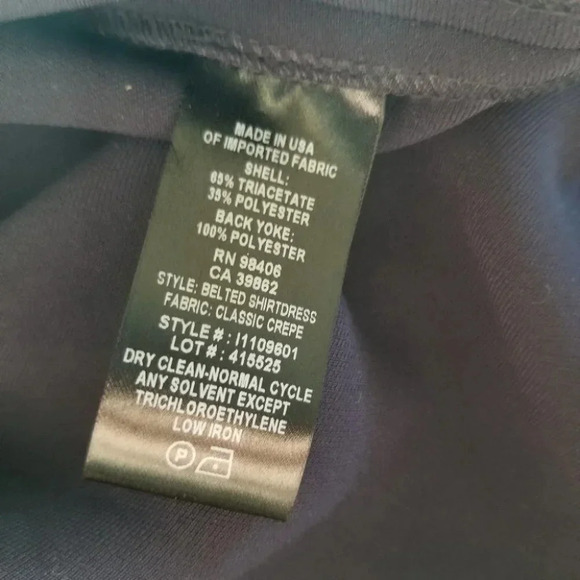 MADE IN USA
OF IMPORTED FABRIC
SHELL:
65% TRIACETATE
35% POLYESTER
BACK YOKE:
100% POLYESTER
RN 98406
CA 39862
STYLE: BELTED SHIRTDRESS
FABRIC: CLASSIC CREPE
STYLE # : I1109601
LOT # : 415525
DRY CLEAN-NORMAL CYCLE
ANY SOLVENT EXCEPT
TRICHLOROETHYLENE
LOW IRON
P